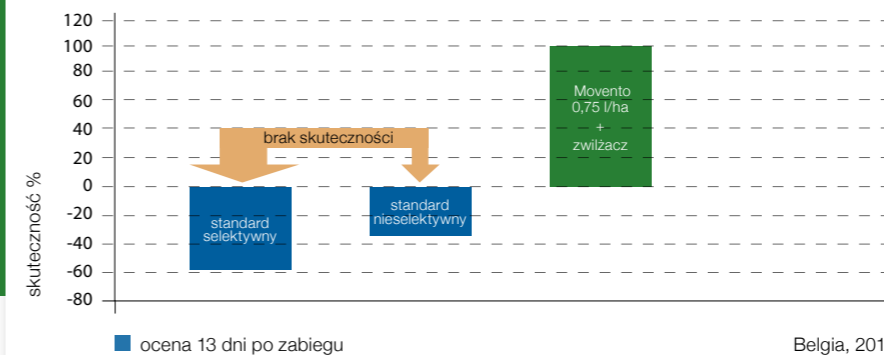 120
100
80
60
40
20
0
-20
-40
-60
-80
skuteczność %
brak skuteczności
standard
selektywny
standard
nieselektywny
Movento
0,75 l/ha
+
zwilżacz
ocena 13 dni po zabiegu
Belgia, 201